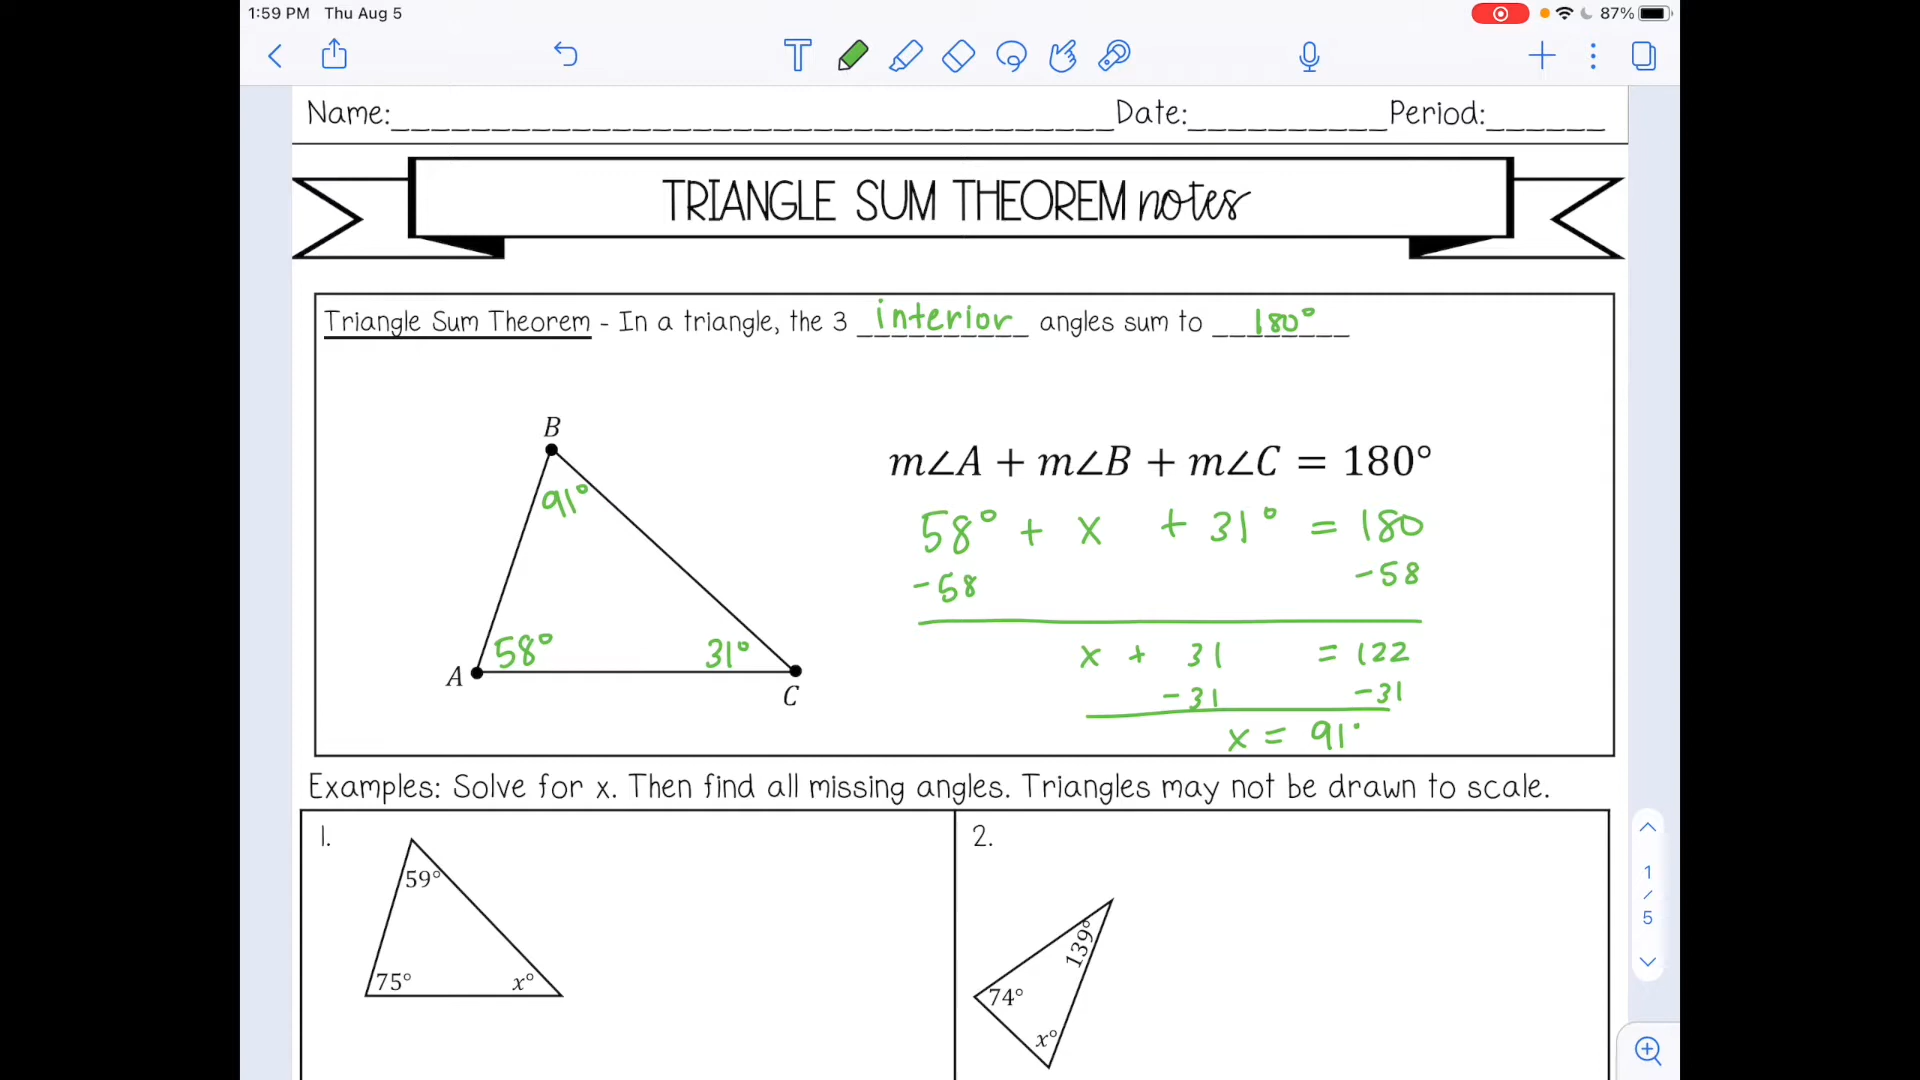 1:59 PM Thu Aug 5 87%
Name:____________________________________Date:__________Period:______
TRIANGLE SUM THEOREM notes
Triangle Sum Theorem - In a triangle, the 3 interior angles sum to 180°
B
91°
58°
31°
A
C
m∠A + m∠B + m∠C = 180°
58° + x + 31° = 180
-58 -58
x + 31 = 122
-31 -31
x = 91°
Examples: Solve for x. Then find all missing angles. Triangles may not be drawn to scale.
1.
59°
75°
x°
2.
139°
74°
x°
1
/
5